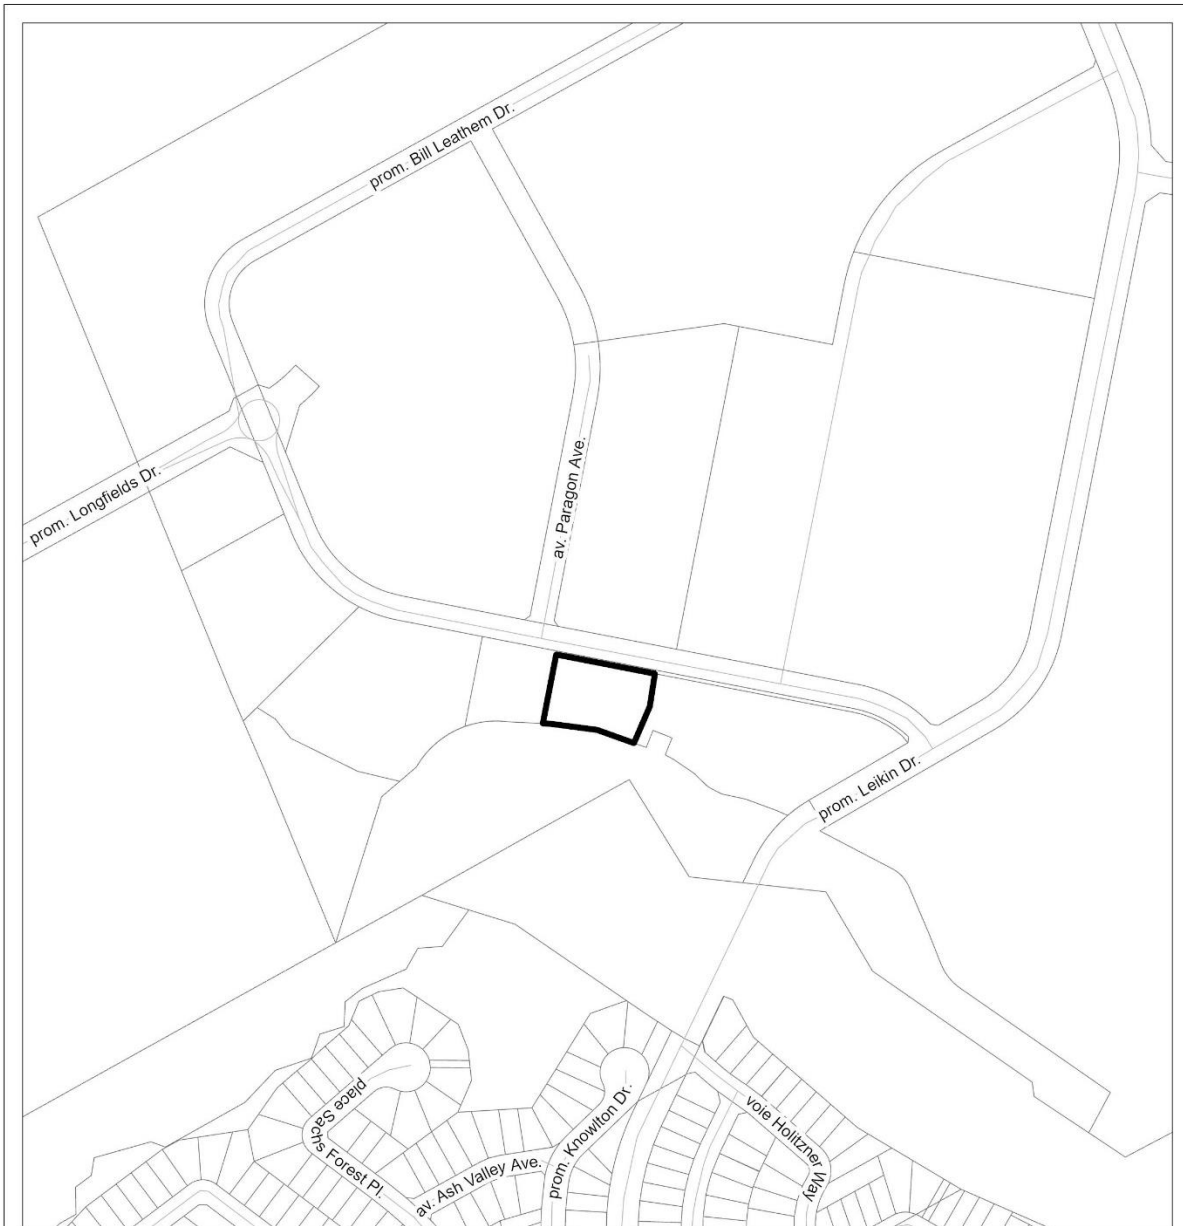 prom. Bill Leathem Dr.
prom. Longfields Dr.
av. Paragon Ave.
prom. Leikin Dr.
place Sachs Forest Pl.
av. Ash Valley Ave.
prom. Knowlton Dr.
voie Holitzner Way